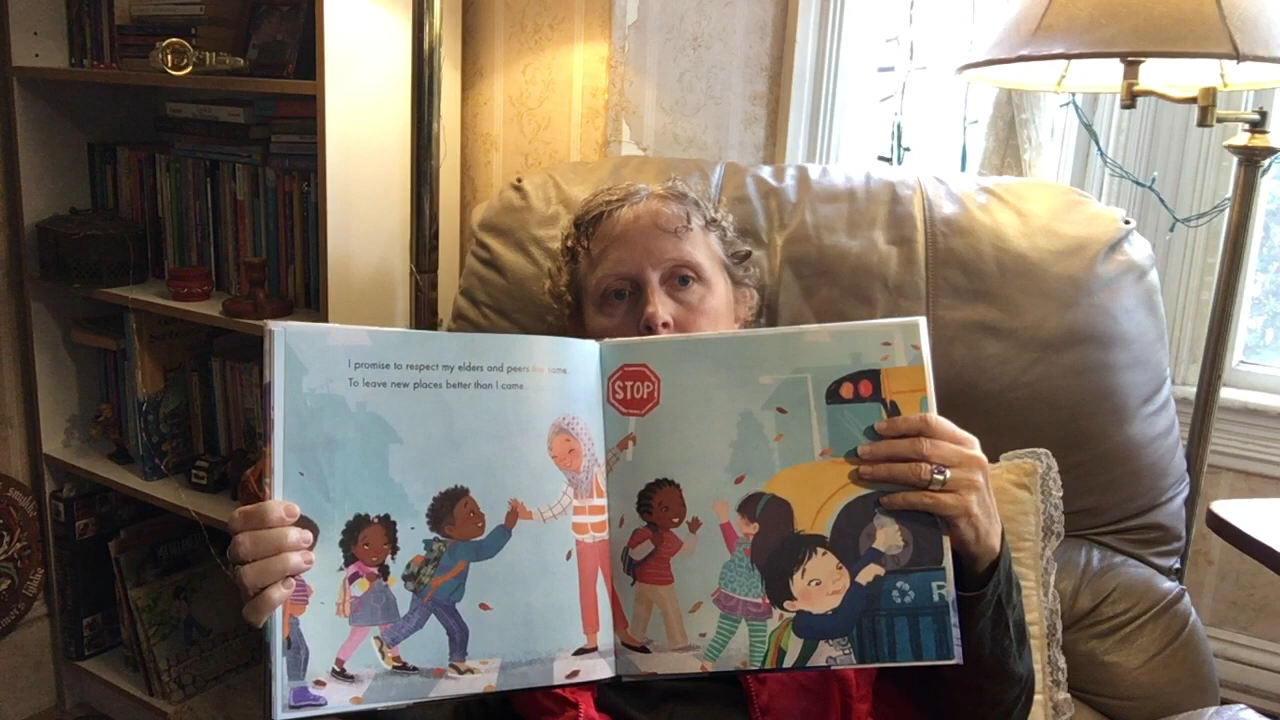 I promise to respect my elders and peers the same
To leave new places better than I came.
STOP!
R